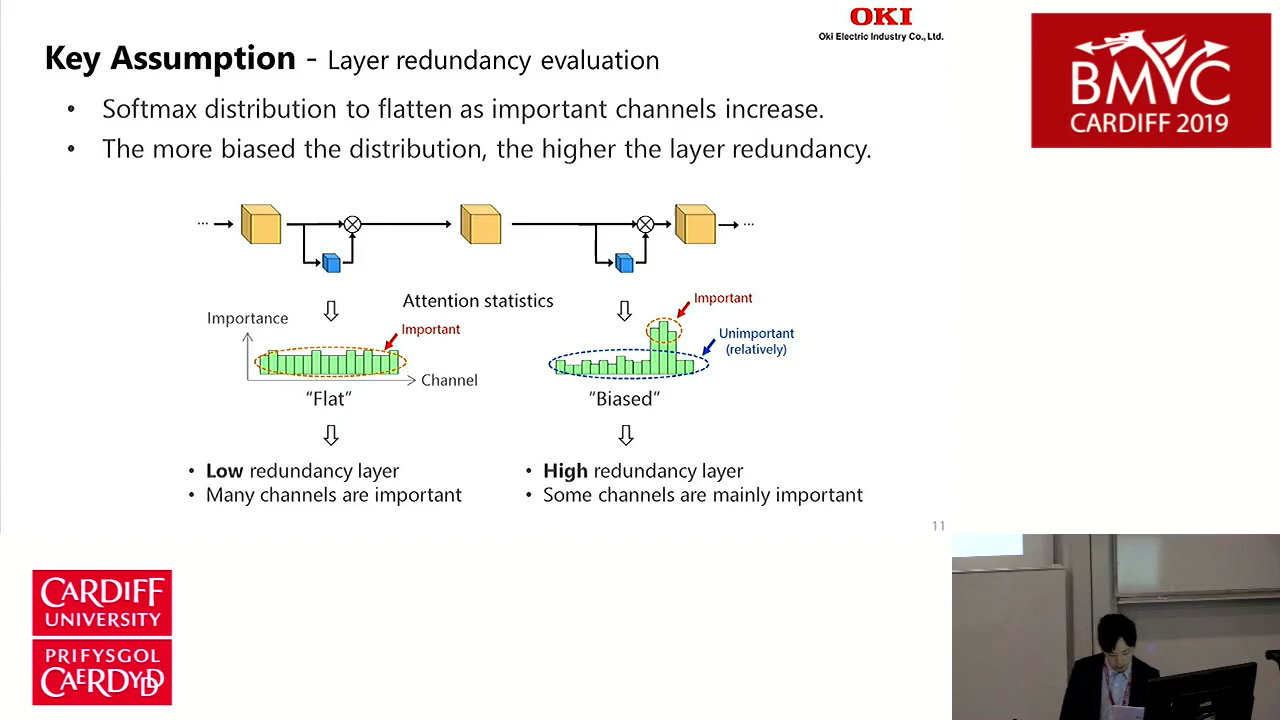 OKI
Oki Electric Industry Co., Ltd.
Key Assumption - Layer redundancy evaluation
• Softmax distribution to flatten as important channels increase.
• The more biased the distribution, the higher the layer redundancy.
BMVC
CARDIFF 2019
... ...
Attention statistics
Importance
Important
Channel
"Flat"
Important
Unimportant
(relatively)
"Biased"
• Low redundancy layer
• Many channels are important
• High redundancy layer
• Some channels are mainly important
11
CARDIFF
UNIVERSITY
PRIFYSGOL
CAERDYDD